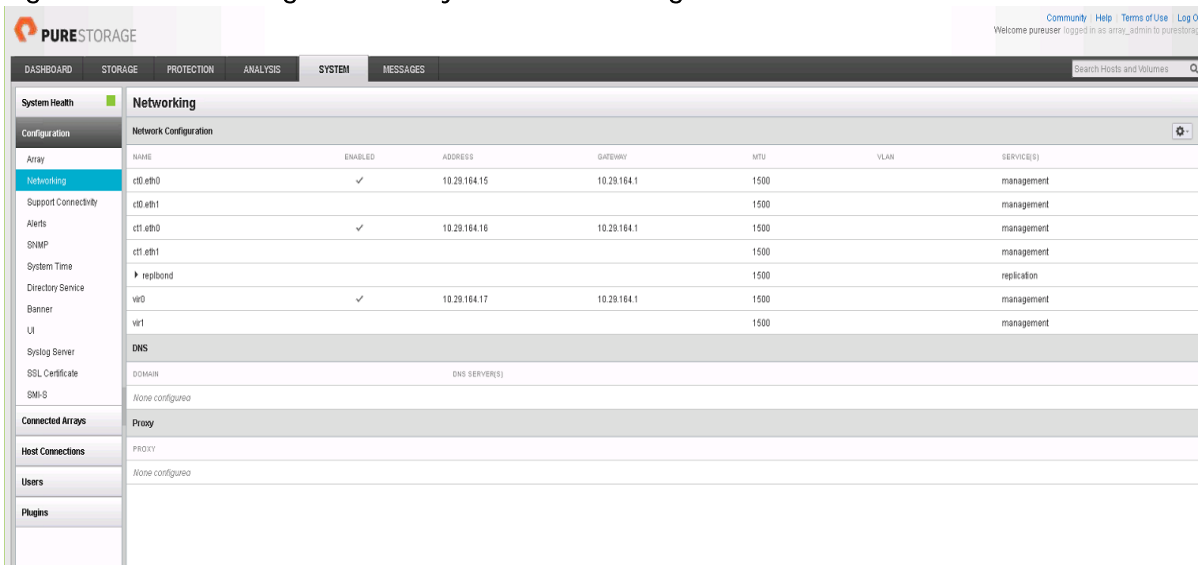 PURESTORAGE
Community Help Terms of Use Log O
Welcome pureuser logged in as array_admin to purestorag
DASHBOARD STORAGE PROTECTION ANALYSIS SYSTEM MESSAGES Search Hosts and Volumes
System Health
Configuration
Array
Networking
Support Connectivity
Alerts
SNMP
System Time
Directory Service
Banner
UI
Syslog Server
SSL Certificate
SMI-S
Connected Arrays
Host Connections
Users
Plugins
Networking
Network Configuration
NAME ENABLED ADDRESS GATEWAY MTU VLAN SERVICE(S)
ct0.eth0 ✓ 10.29.164.15 10.29.164.1 1500 management
ct0.eth1 1500 management
ct1.eth0 ✓ 10.29.164.16 10.29.164.1 1500 management
ct1.eth1 1500 management
replbond 1500 replication
vir0 ✓ 10.29.164.17 10.29.164.1 1500 management
vir1 1500 management
DNS
DOMAIN DNS SERVER(S)
None configured
Proxy
PROXY
None configured